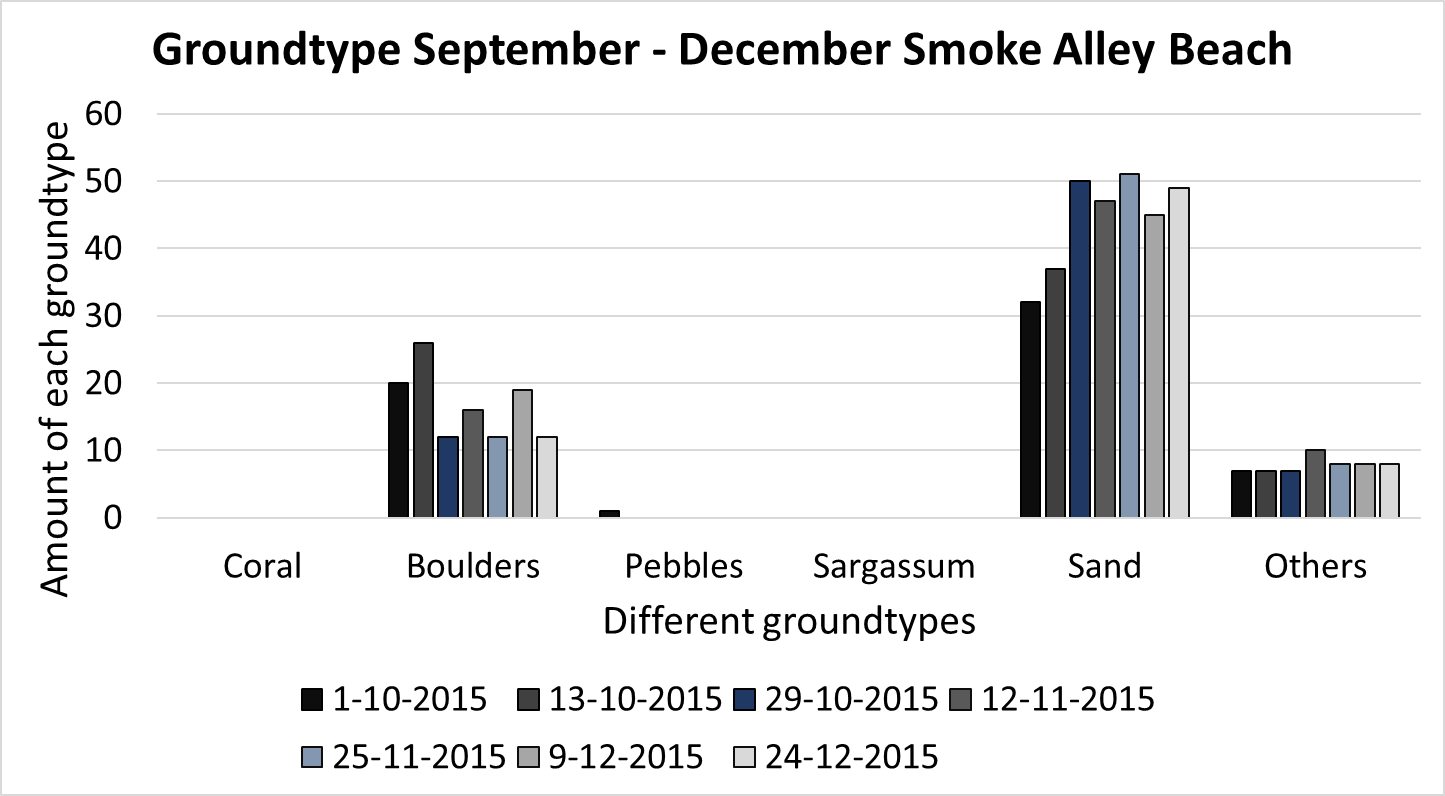 Groundtype September - December Smoke Alley Beach
Amount of each groundtype
60
50
40
30
20
10
0
Coral Boulders Pebbles Sargassum Sand Others
Different groundtypes
1-10-2015 13-10-2015 29-10-2015 12-11-2015
25-11-2015 9-12-2015 24-12-2015